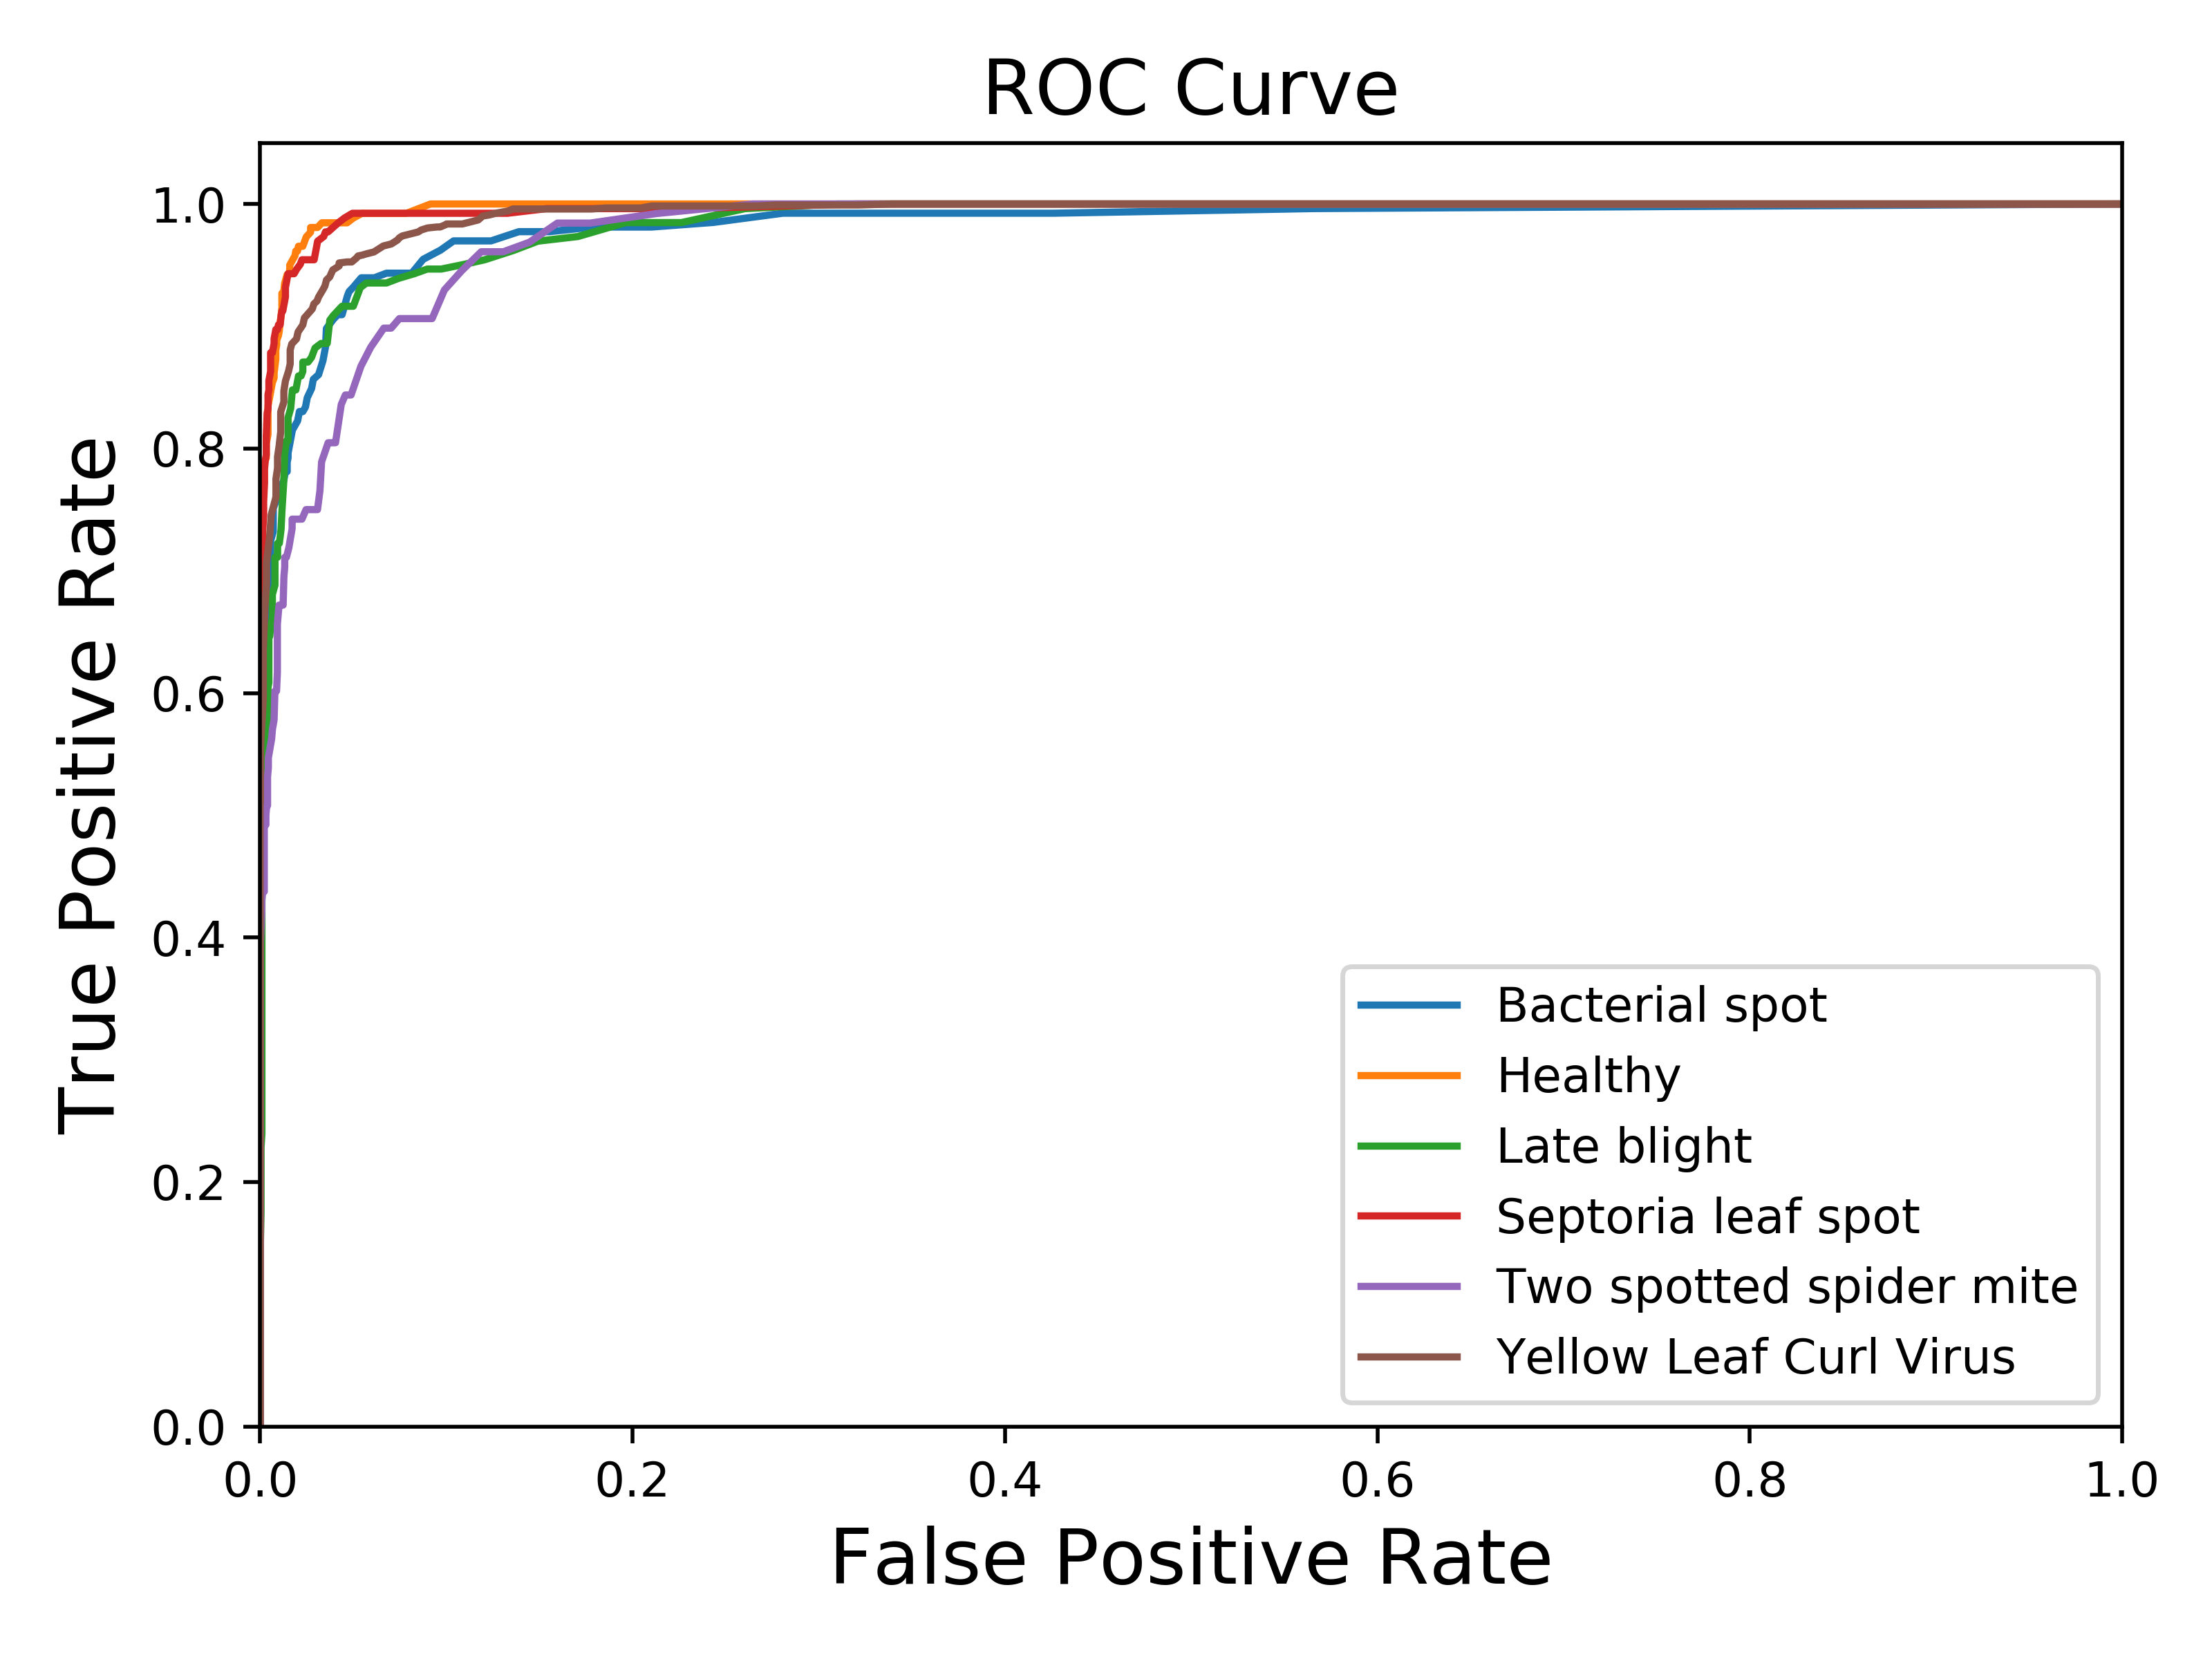 ROC Curve
True Positive Rate
1.0
0.8
0.6
0.4
0.2
0.0
Bacterial spot
Healthy
Late blight
Septoria leaf spot
Two spotted spider mite
Yellow Leaf Curl Virus
0.0 0.2 0.4 0.6 0.8 1.0
False Positive Rate